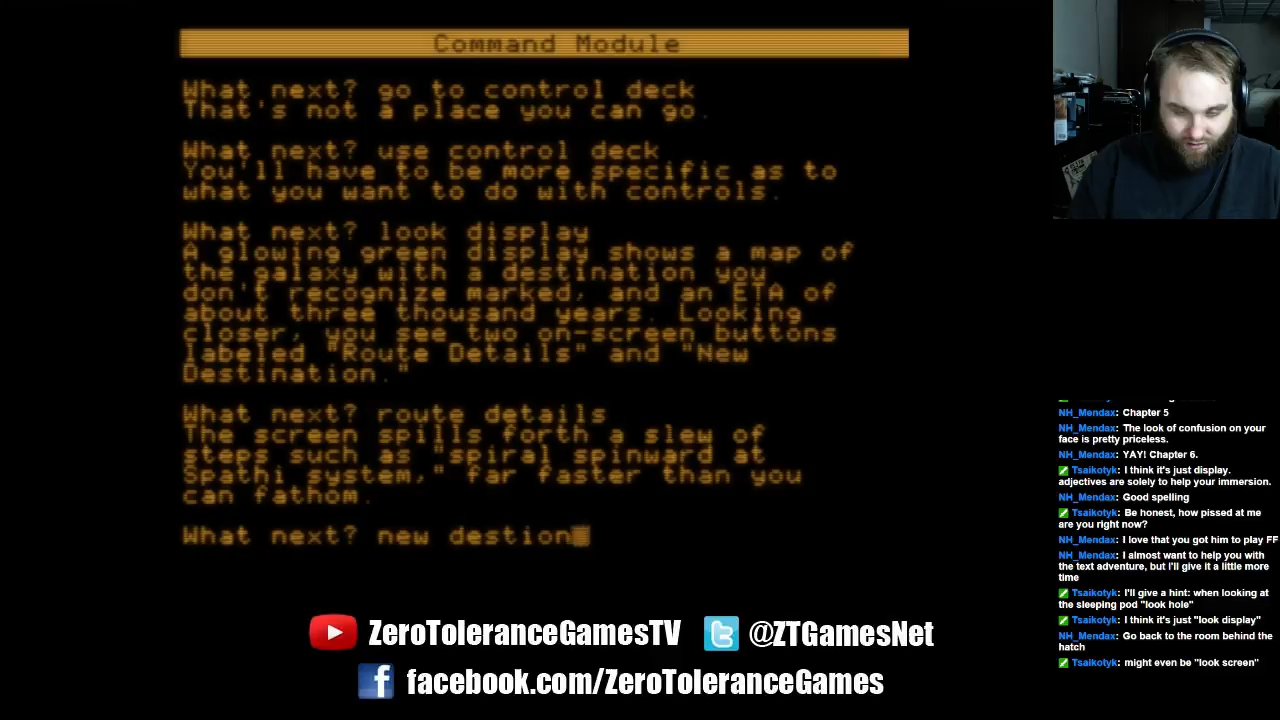 Command Module
What next? go to control deck
That's not a place you can go.
What next? use control deck
You'll have to be more specific as to
what you want to do with controls.
What next? look display
A glowing green display shows a map of
the galaxy with a destination you
don't recognize marked, and an ETA of
about three thousand years. Looking
closer, you see two on-screen buttons
labeled "Route Details" and "New
Destination."
What next? route details
The screen spills forth a slew of
steps such as "spiral spinward at
Spathi system," far faster than you
can fathom.
What next? new destion
NH_Mendax: Chapter 5
NH_Mendax: The look of confusion on your
face is pretty priceless.
NH_Mendax: YAY! Chapter 6.
Tsaikotyk: I think it's just display.
adjectives are solely to help your immersion.
NH_Mendax: Good spelling
Tsaikotyk: Be honest, how pissed at me
are you right now?
NH_Mendax: I love that you got him to play FF
NH_Mendax: I almost want to help you with
the text adventure, but I'll give it a little more
time
Tsaikotyk: I'll give a hint: when looking at
the sleeping pod "look hole"
Tsaikotyk: I think it's just "look display"
NH_Mendax: Go back to the room behind the
hatch
Tsaikotyk: might even be "look screen"
ZeroToleranceGamesTV @ZTGamesNet
facebook.com/ZeroToleranceGames